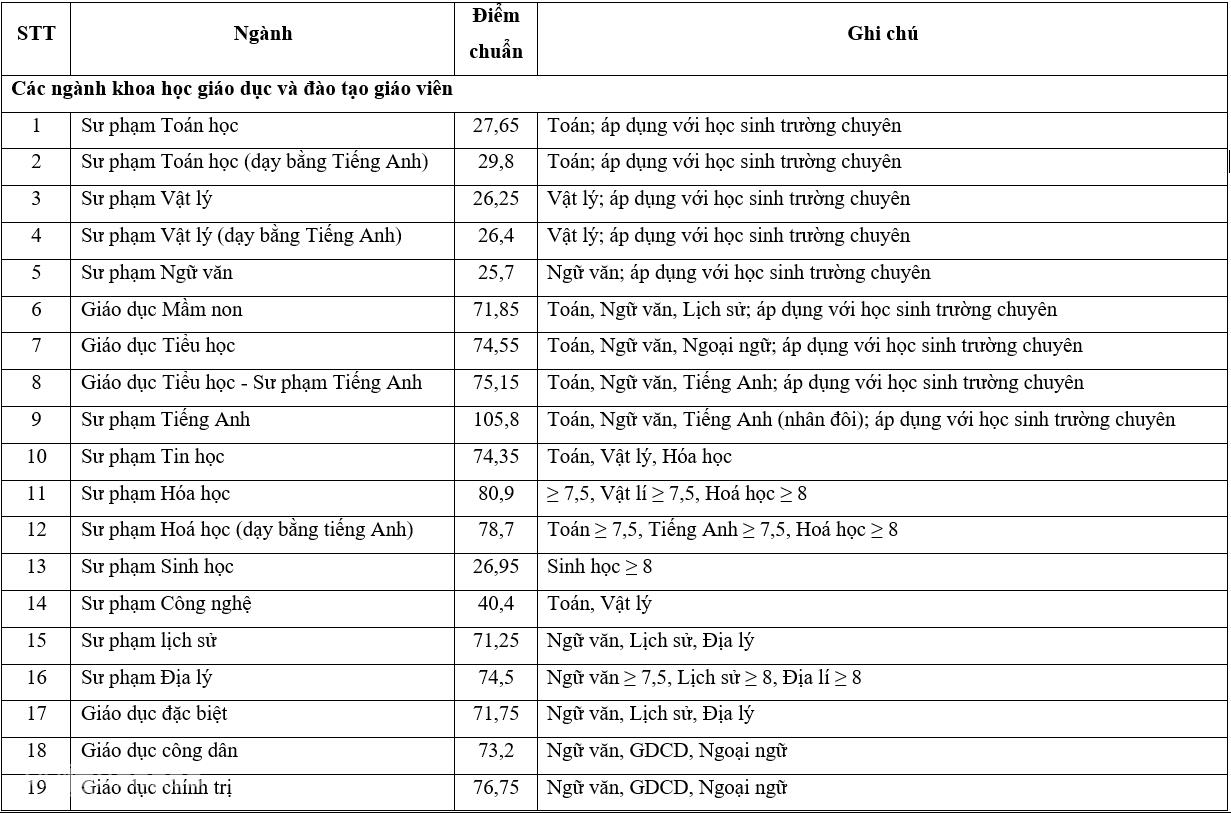 STT Ngành Điểm chuẩn Ghi chú
Các ngành khoa học giáo dục và đào tạo giáo viên
1 Sư phạm Toán học 27,65 Toán; áp dụng với học sinh trường chuyên
2 Sư phạm Toán học (dạy bằng Tiếng Anh) 29,8 Toán; áp dụng với học sinh trường chuyên
3 Sư phạm Vật lý 26,25 Vật lý; áp dụng với học sinh trường chuyên
4 Sư phạm Vật lý (dạy bằng Tiếng Anh) 26,4 Vật lý; áp dụng với học sinh trường chuyên
5 Sư phạm Ngữ văn 25,7 Ngữ văn; áp dụng với học sinh trường chuyên
6 Giáo dục Mầm non 71,85 Toán, Ngữ văn, Lịch sử; áp dụng với học sinh trường chuyên
7 Giáo dục Tiểu học 74,55 Toán, Ngữ văn, Ngoại ngữ; áp dụng với học sinh trường chuyên
8 Giáo dục Tiểu học - Sư phạm Tiếng Anh 75,15 Toán, Ngữ văn, Tiếng Anh; áp dụng với học sinh trường chuyên
9 Sư phạm Tiếng Anh 105,8 Toán, Ngữ văn, Tiếng Anh (nhân đôi); áp dụng với học sinh trường chuyên
10 Sư phạm Tin học 74,35 Toán, Vật lý, Hóa học
11 Sư phạm Hóa học 80,9 ≥ 7,5, Vật lí ≥ 7,5, Hoá học ≥ 8
12 Sư phạm Hoá học (dạy bằng tiếng Anh) 78,7 Toán ≥ 7,5, Tiếng Anh ≥ 7,5, Hoá học ≥ 8
13 Sư phạm Sinh học 26,95 Sinh học ≥ 8
14 Sư phạm Công nghệ 40,4 Toán, Vật lý
15 Sư phạm lịch sử 71,25 Ngữ văn, Lịch sử, Địa lý
16 Sư phạm Địa lý 74,5 Ngữ văn ≥ 7,5, Lịch sử ≥ 8, Địa lí ≥ 8
17 Giáo dục đặc biệt 71,75 Ngữ văn, Lịch sử, Địa lý
18 Giáo dục công dân 73,2 Ngữ văn, GDCD, Ngoại ngữ
19 Giáo dục chính trị 76,75 Ngữ văn, GDCD, Ngoại ngữ